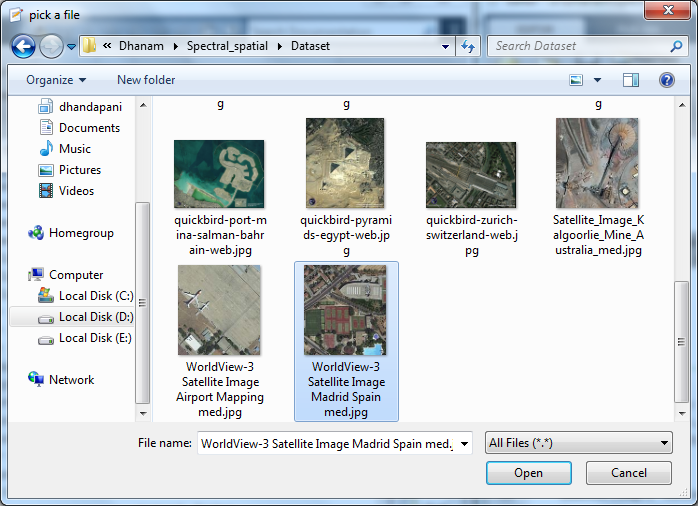 pick a file
« Dhanam ▸ Spectral_spatial ▸ Dataset
Search Dataset
Organize
New folder
dhandapani
Documents
Music
Pictures
Videos
Homegroup
Computer
Local Disk (C:)
Local Disk (D:)
Local Disk (E:)
Network
g
g
g
quickbird-port-m
ina-salman-bahr
ain-web.jpg
quickbird-pyrami
ds-egypt-web.jp
g
quickbird-zurich-
switzerland-web.j
pg
Satellite_Image_K
algoorlie_Mine_A
ustralia_med.jpg
WorldView-3
Satellite Image
Airport Mapping
med.jpg
WorldView-3
Satellite Image
Madrid Spain
med.jpg
File name:
WorldView-3 Satellite Image Madrid Spain med.j
All Files (*.*)
Open
Cancel